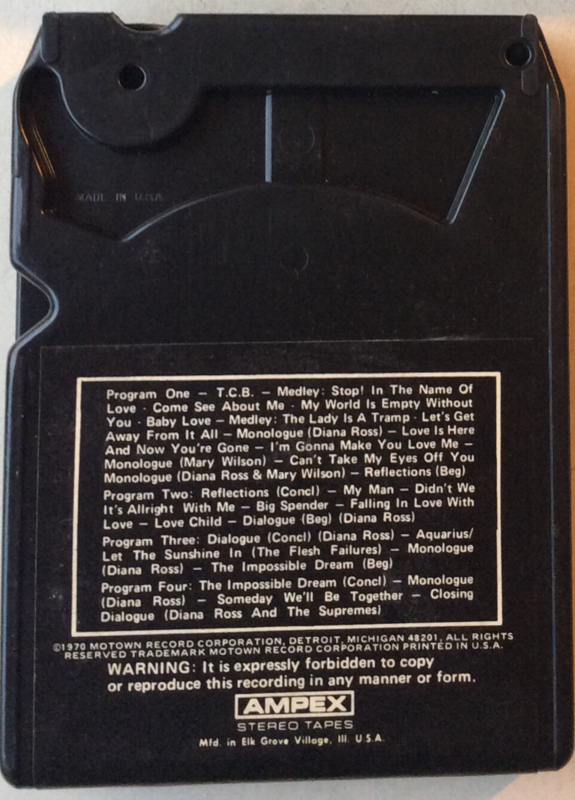 MADE IN U.S.A.
Program One – T.C.B. – Medley: Stop! In The Name Of
Love · Come See About Me · My World Is Empty Without
You · Baby Love – Medley: The Lady Is A Tramp · Let's Get
Away From It All – Monologue (Diana Ross) – Love Is Here
And Now You're Gone – I'm Gonna Make You Love Me –
Monologue (Mary Wilson) – Can't Take My Eyes Off You
Monologue (Diana Ross & Mary Wilson) – Reflections (Beg)
Program Two: Reflections (Concl) – My Man – Didn't We
It's Allright With Me – Big Spender – Falling In Love With
Love – Love Child – Dialogue (Beg) (Diana Ross)
Program Three: Dialogue (Concl) (Diana Ross) – Aquarius/
Let The Sunshine In (The Flesh Failures) – Monologue
(Diana Ross) – The Impossible Dream (Beg)
Program Four: The Impossible Dream (Concl) – Monologue
(Diana Ross) – Someday We'll Be Together – Closing
Dialogue (Diana Ross And The Supremes)
©1970 MOTOWN RECORD CORPORATION, DETROIT, MICHIGAN 48201, ALL RIGHTS
RESERVED TRADEMARK MOTOWN RECORD CORPORATION PRINTED IN U.S.A.
WARNING: It is expressly forbidden to copy
or reproduce this recording in any manner or form.
AMPEX
STEREO TAPES
Mfd. in Elk Grove Village, Ill. U.S.A.